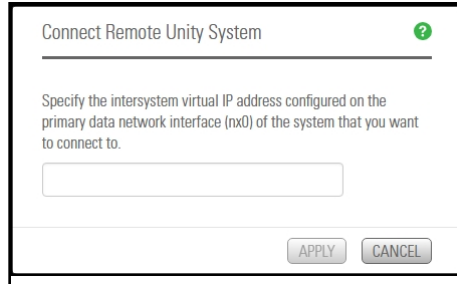 Connect Remote Unity System
?
Specify the intersystem virtual IP address configured on the
primary data network interface (nx0) of the system that you want
to connect to.
APPLY CANCEL